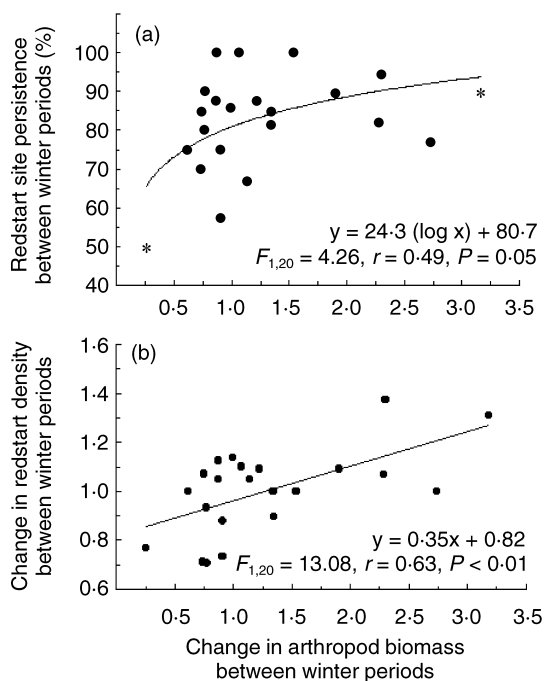 (a)
Redstart site persistence
between winter periods (%)
100
90
80
70
60
50
40
*
*
y = 24·3 (log x) + 80·7
F1,20 = 4·26, r = 0·49, P = 0·05
0·5 1·0 1·5 2·0 2·5 3·0 3·5
(b)
Change in redstart density
between winter periods
1·6
1·4
1·2
1·0
0·8
0·6
y = 0·35x + 0·82
F1,20 = 13·08, r = 0·63, P < 0·01
0·5 1·0 1·5 2·0 2·5 3·0 3·5
Change in arthropod biomass
between winter periods